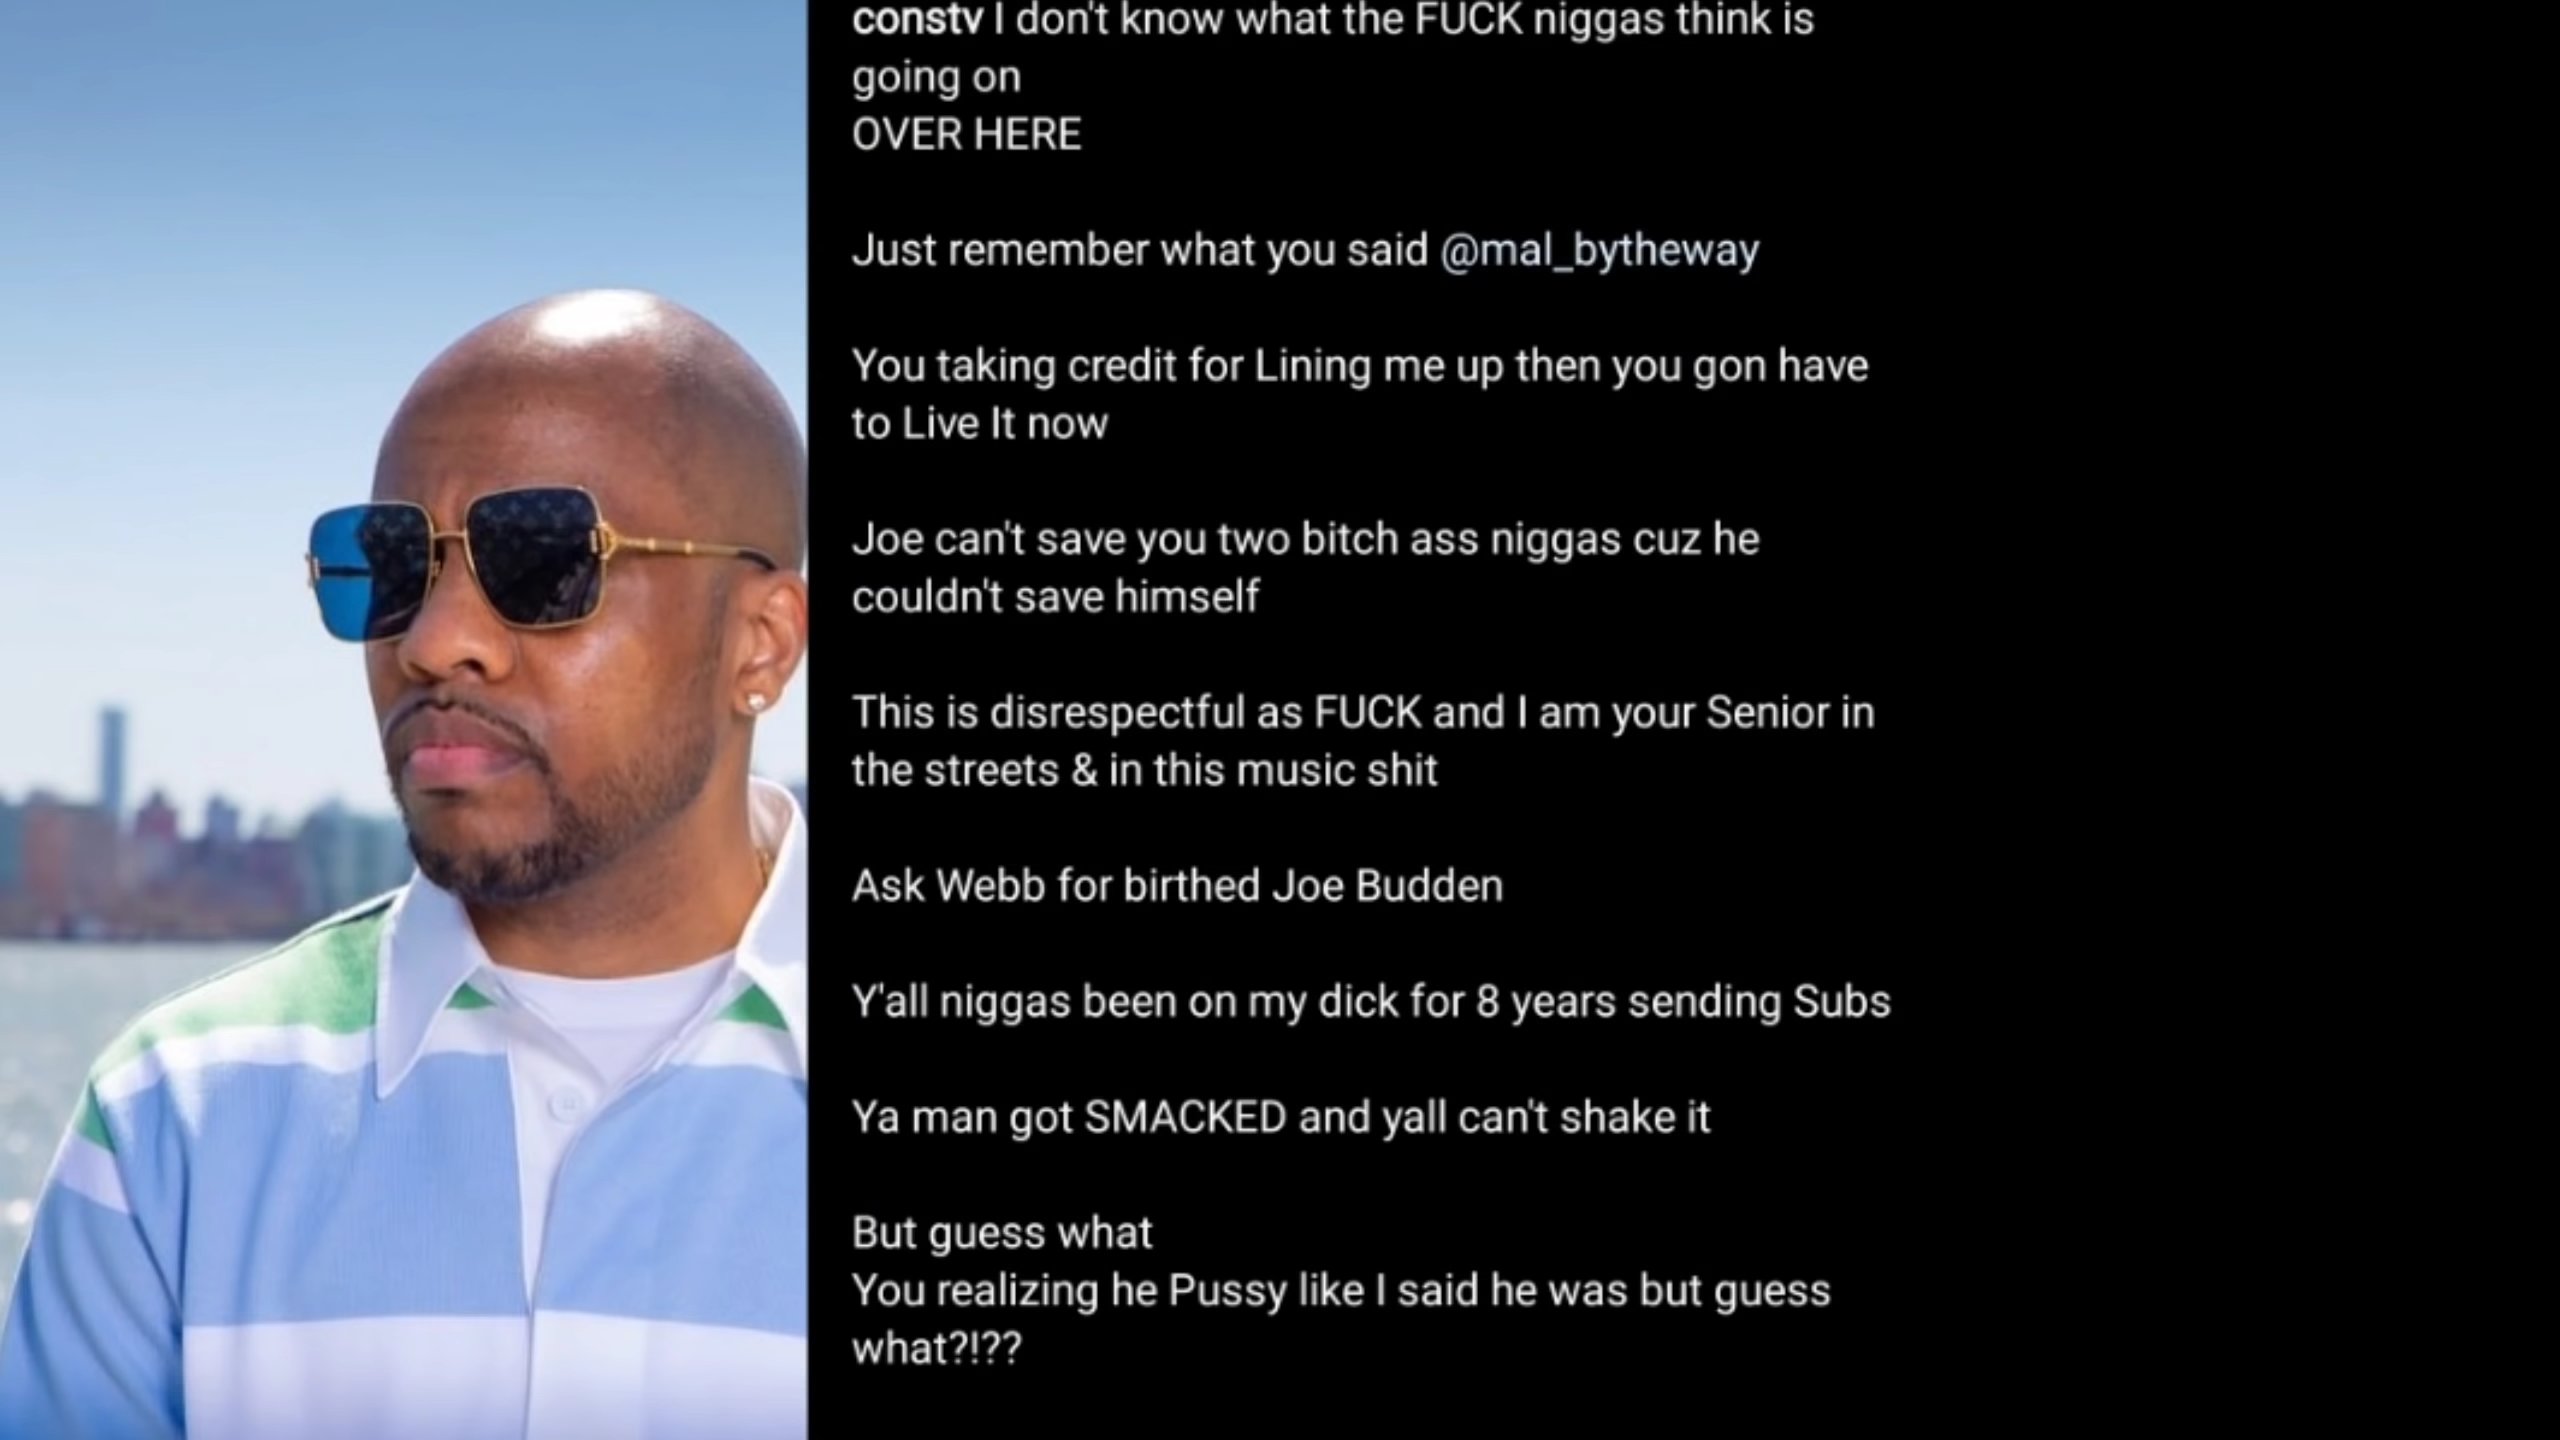 constv I don't know what the FUCK niggas think is
going on
OVER HERE
Just remember what you said @mal_bytheway
You taking credit for Lining me up then you gon have
to Live It now
Joe can't save you two bitch ass niggas cuz he
couldn't save himself
This is disrespectful as FUCK and I am your Senior in
the streets & in this music shit
Ask Webb for birthed Joe Budden
Y'all niggas been on my dick for 8 years sending Subs
Ya man got SMACKED and yall can't shake it
But guess what
You realizing he Pussy like I said he was but guess
what?!??